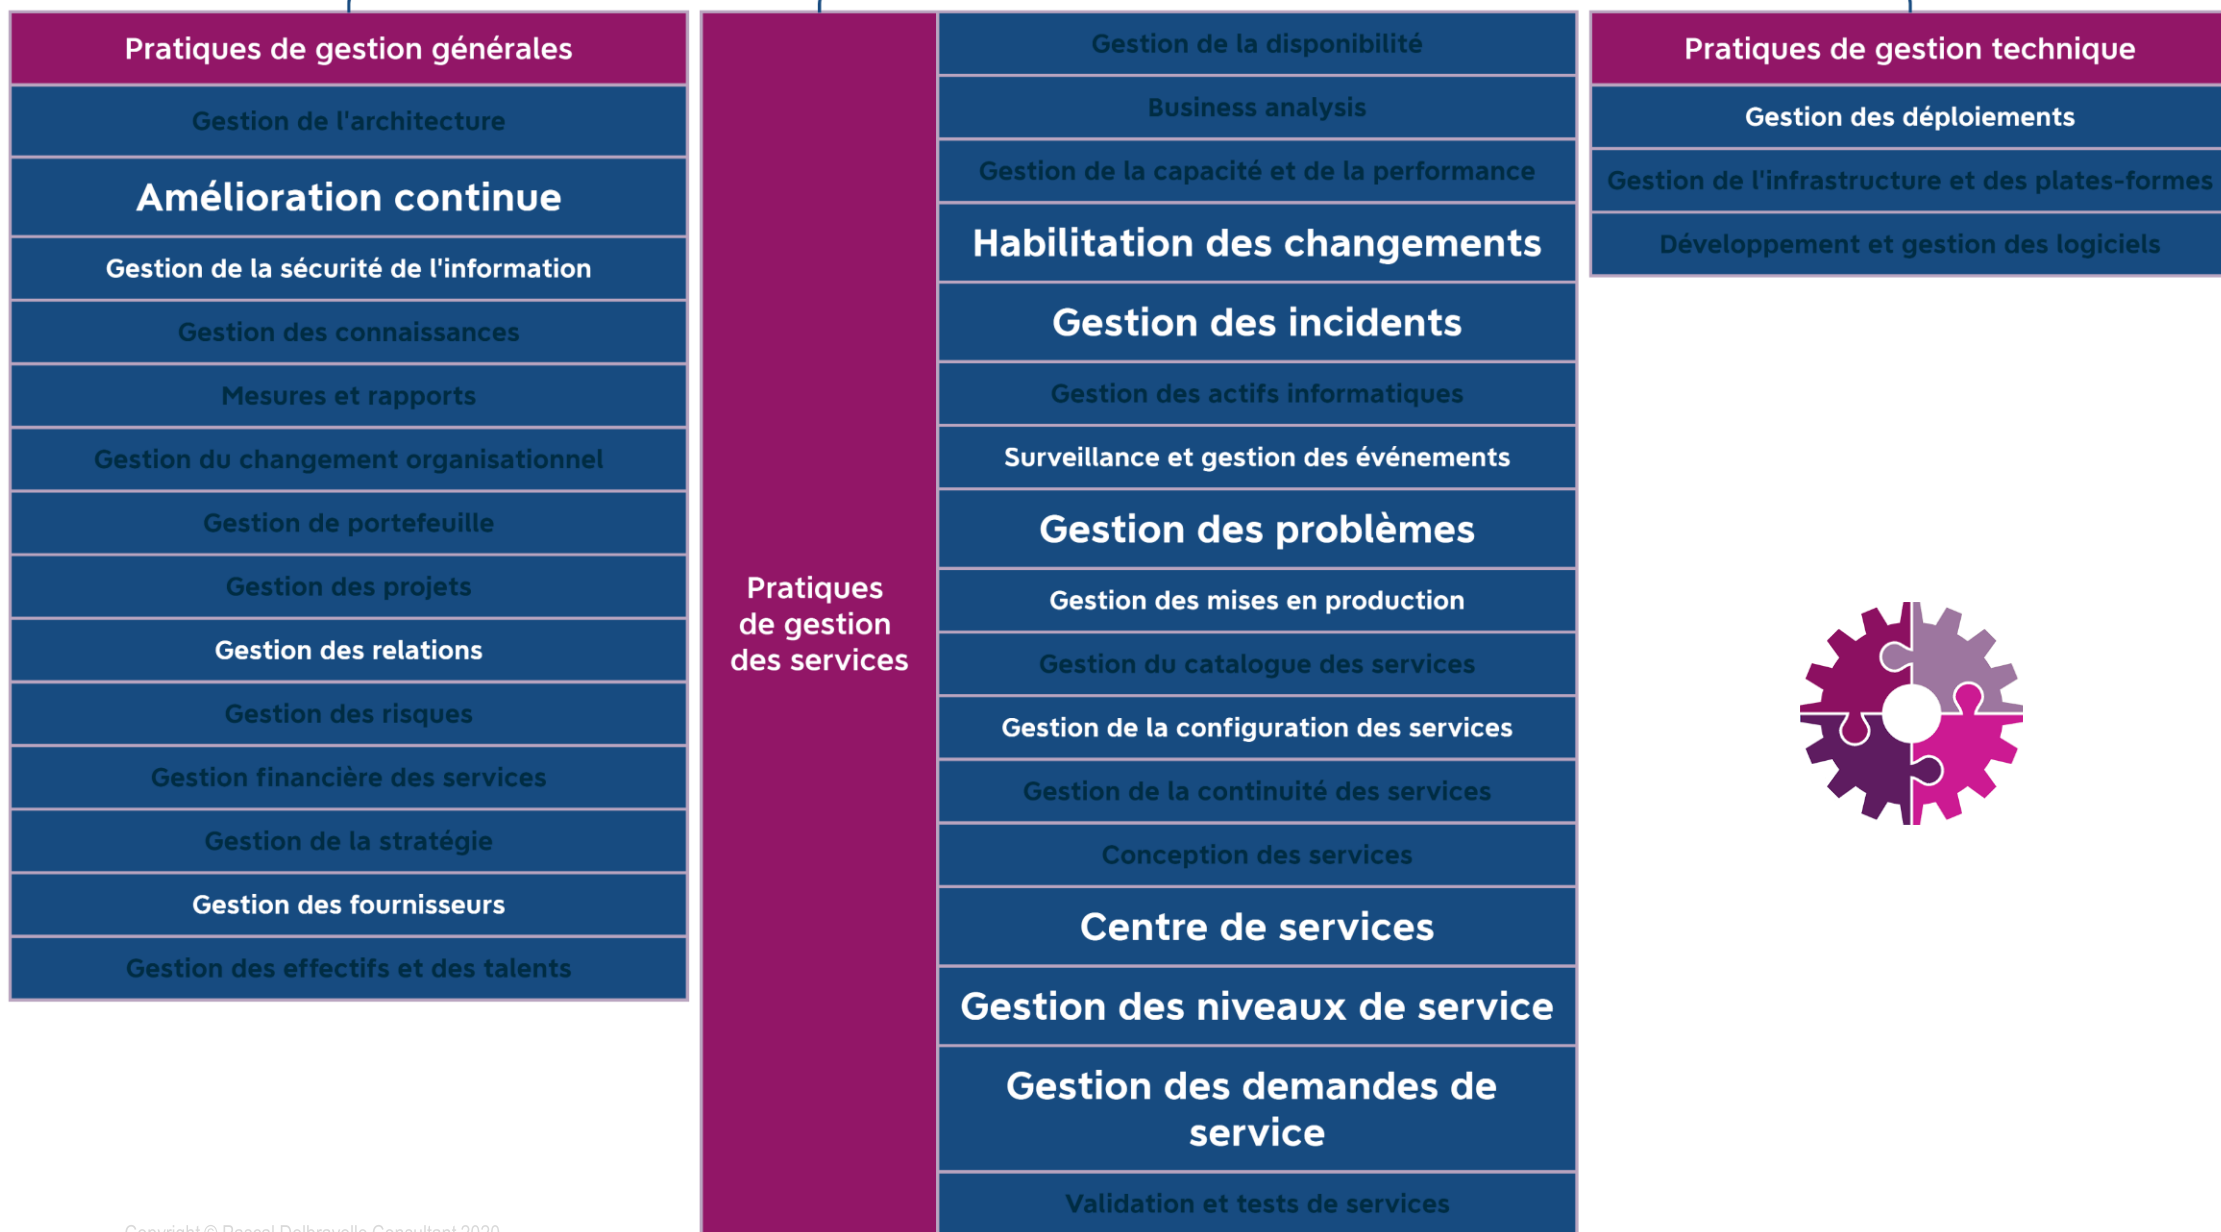 Pratiques de gestion générales
Gestion de l'architecture
Amélioration continue
Gestion de la sécurité de l'information
Gestion des connaissances
Mesures et rapports
Gestion du changement organisationnel
Gestion de portefeuille
Gestion des projets
Gestion des relations
Gestion des risques
Gestion financière des services
Gestion de la stratégie
Gestion des fournisseurs
Gestion des effectifs et des talents
Pratiques
de gestion
des services
Gestion de la disponibilité
Business analysis
Gestion de la capacité et de la performance
Habilitation des changements
Gestion des incidents
Gestion des actifs informatiques
Surveillance et gestion des événements
Gestion des problèmes
Gestion des mises en production
Gestion du catalogue des services
Gestion de la configuration des services
Gestion de la continuité des services
Conception des services
Centre de services
Gestion des niveaux de service
Gestion des demandes de
service
Validation et tests de services
Pratiques de gestion technique
Gestion des déploiements
Gestion de l'infrastructure et des plates-formes
Développement et gestion des logiciels
Copyright © Pascal Delbrayelle Consultant 2020